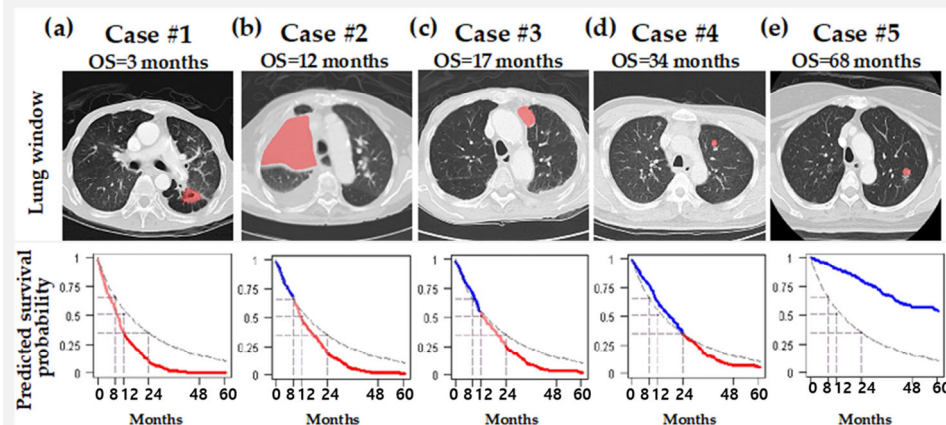 (a) Case #1 (b) Case #2 (c) Case #3 (d) Case #4 (e) Case #5
OS=3 months OS=12 months OS=17 months OS=34 months OS=68 months
Lung window
Predicted survival
probability
1 1 1 1 1
0.75 0.75 0.75 0.75 0.75
0.5 0.5 0.5 0.5 0.5
0.25 0.25 0.25 0.25 0.25
0 0 0 0 0
0 8 12 24 48 60 0 8 12 24 48 60 0 8 12 24 48 60 0 8 12 24 48 60 0 8 12 24 48 60
Months Months Months Months Months